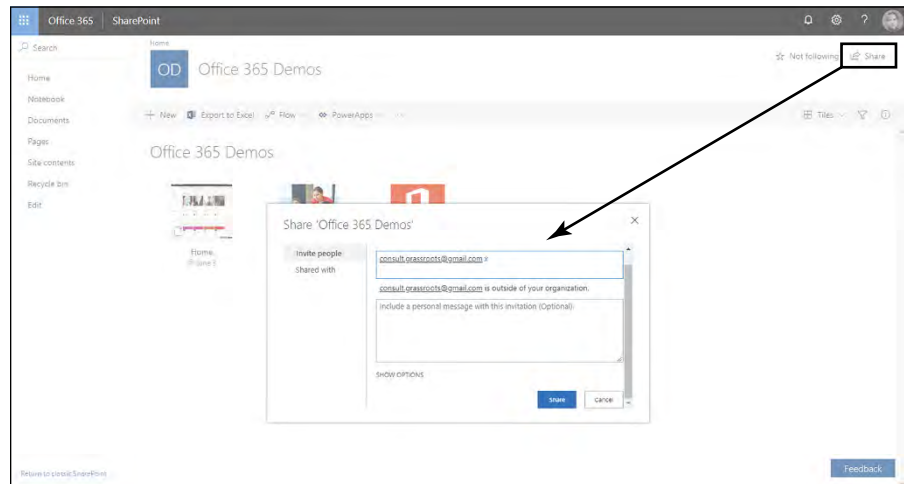 Office 365 SharePoint ?
Search
Home
Notebook
Documents
Pages
Site contents
Recycle bin
Edit
Home
OD Office 365 Demos
Not following Share
New Export to Excel Flow PowerApps ...
Tiles
Office 365 Demos
Home
June 5
Share 'Office 365 Demos'
Invite people
Shared with
consult.grassroots@gmail.com x
consult.grassroots@gmail.com is outside of your organization.
Include a personal message with this invitation (Optional).
SHOW OPTIONS
Share Cancel
Return to classic SharePoint
Feedback